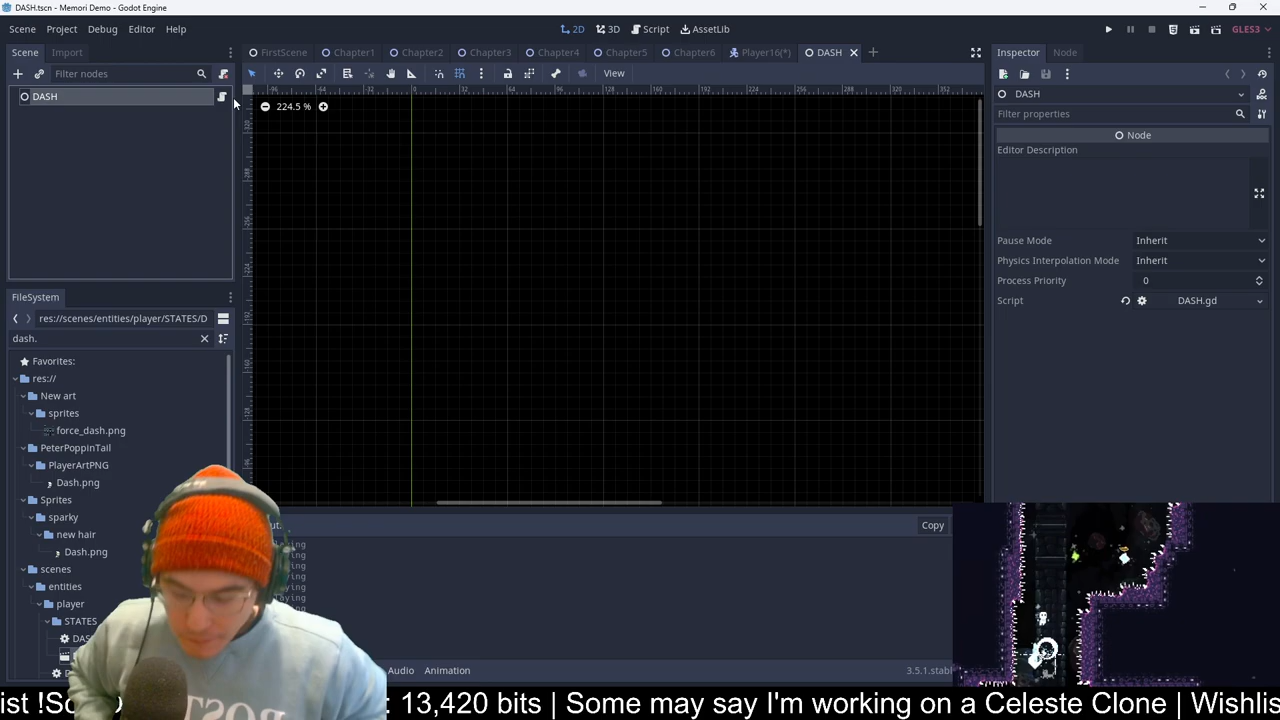 DASH.tscn - Memori Demo - Godot Engine
Scene Project Debug Editor Help
2D 3D Script AssetLib
GLES3
Scene Import
FirstScene Chapter1 Chapter2 Chapter3 Chapter4 Chapter5 Chapter6 Player16(*) DASH
Inspector Node
Filter nodes
View
DASH
224.5 %
DASH
Filter properties
Node
Editor Description
Pause Mode Inherit
Physics Interpolation Mode Inherit
Process Priority 0
Script DASH.gd
FileSystem
res://scenes/entities/player/STATES/D
dash.
Favorites:
res://
New art
sprites
force_dash.png
PeterPoppinTail
PlayerArtPNG
Dash.png
Sprites
sparky
new hair
Dash.png
scenes
entities
player
STATES
Copy
Audio Animation
3.5.1.stabl
13,420 bits | Some may say I'm working on a Celeste Clone | Wishlis